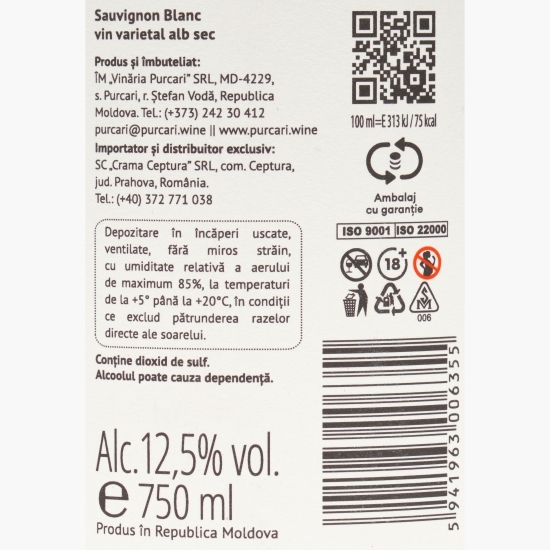 Sauvignon Blanc
vin varietal alb sec
Produs și îmbuteliat:
ÎM „Vinăria Purcari” SRL, MD-4229,
s. Purcari, r. Ștefan Vodă, Republica
Moldova. Tel.: (+373) 242 30 412
purcari@purcari.wine || www.purcari.wine
Importator și distribuitor exclusiv:
SC „Crama Ceptura” SRL, com. Ceptura,
jud. Prahova, România.
Tel.: (+40) 372 771 038
Depozitare în încăperi uscate,
ventilate, fără miros străin,
cu umiditate relativă a aerului
de maximum 85%, la temperaturi
de la +5° până la +20°C, în condiții
ce exclud pătrunderea razelor
directe ale soarelui.
Conține dioxid de sulf.
Alcoolul poate cauza dependență.
Alc.12,5% vol.
e 750 ml
Produs în Republica Moldova
100 ml=E 313 kJ / 75 kcal
Ambalaj
cu garanție
ISO 9001 ISO 22000
18+
SM
006
5941963006355